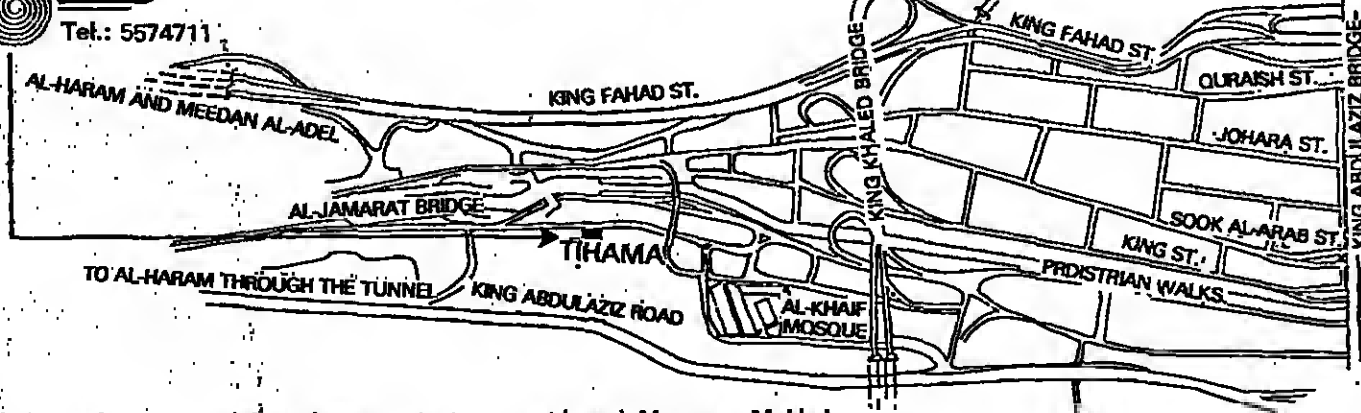 Tel.: 5574711
KING FAHAD ST.
QURAISH ST.
AL-HARAM AND MEEDAN AL-ADEL
KING FAHAD ST.
KING KHALED BRIDGE
JOHARA ST.
KING ABDULAZIZ BRIDGE
AL-JAMARAT BRIDGE
SOOK AL-ARAB ST.
KING ST.
TIHAMA
PRDISTRIAN WALKS
TO AL-HARAM THROUGH THE TUNNEL
KING ABDULAZIZ ROAD
AL-KHAIF
MOSQUE